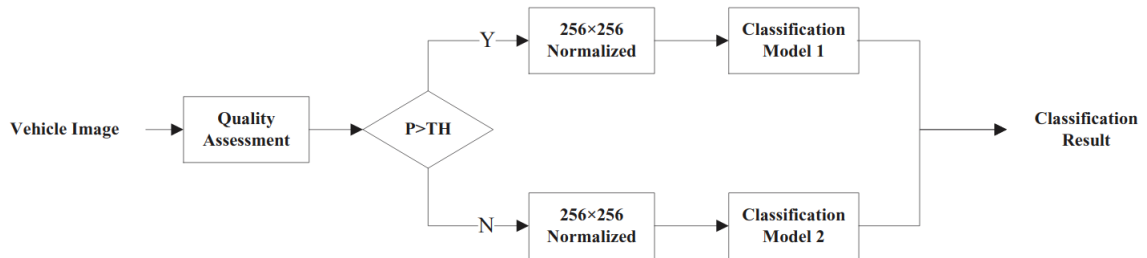 Vehicle Image
Quality
Assessment
P>TH
Y
256×256
Normalized
Classification
Model 1
N
256×256
Normalized
Classification
Model 2
Classification
Result